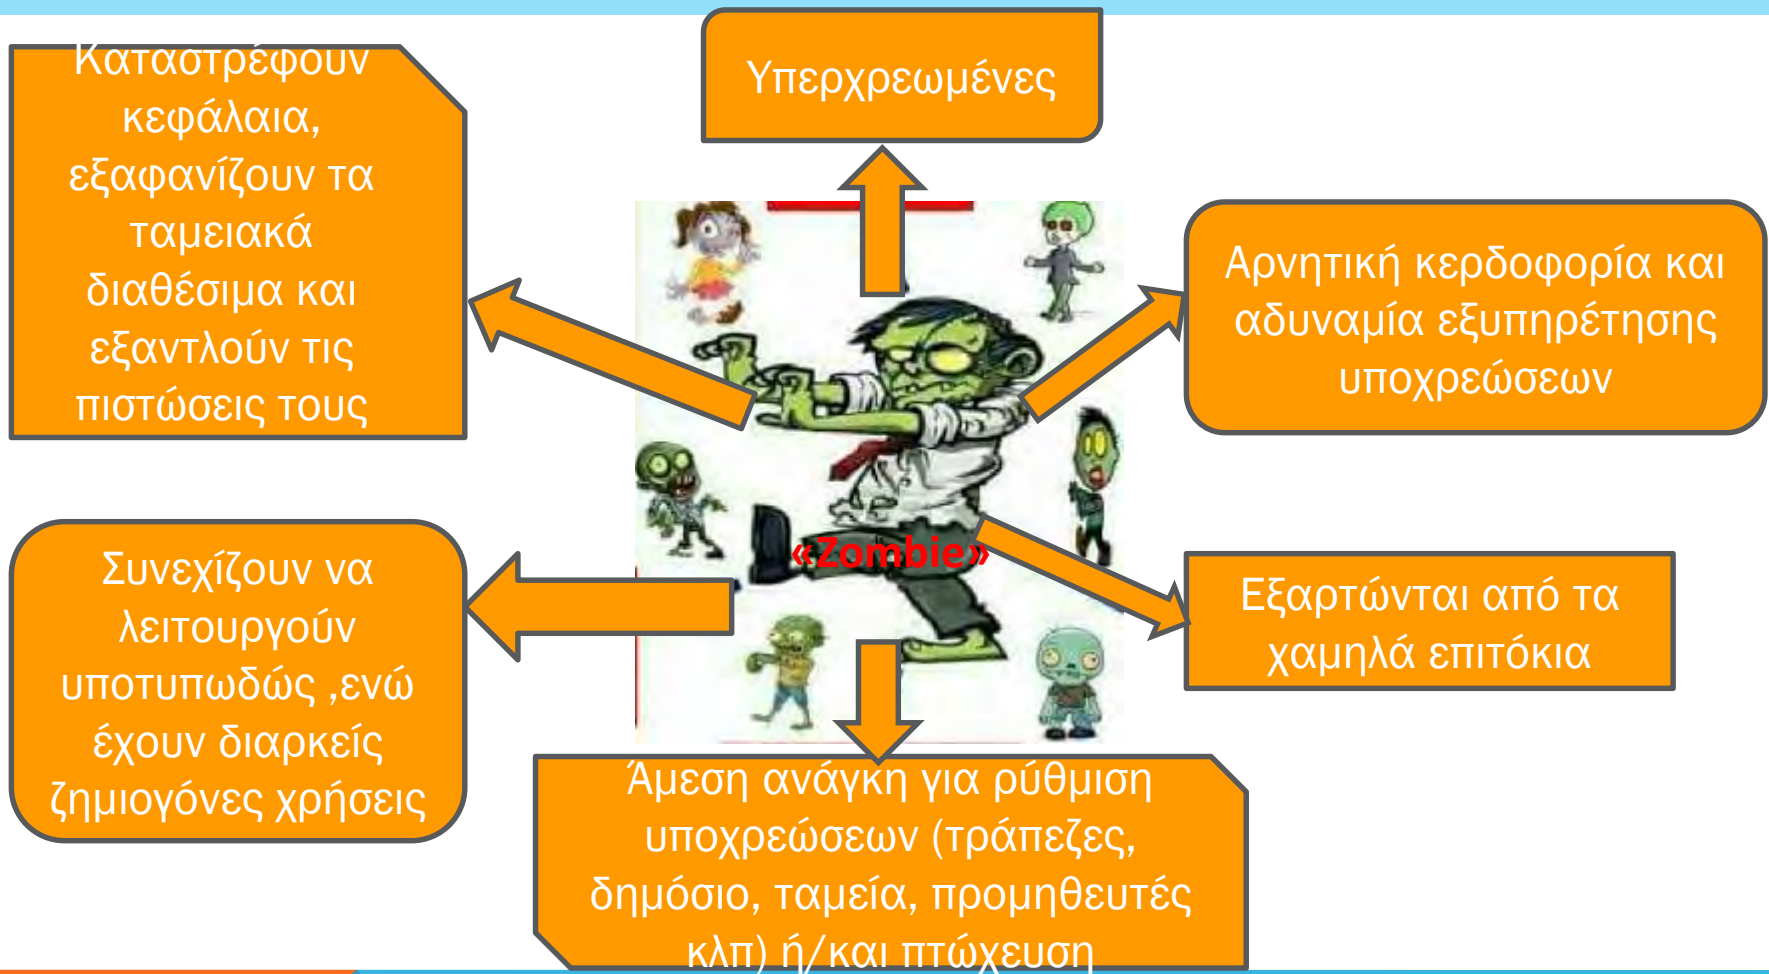 Υπερχρεωμένες
Καταστρέφουν
κεφάλαια,
εξαφανίζουν τα
ταμειακά
διαθέσιμα και
εξαντλούν τις
πιστώσεις τους
Αρνητική κερδοφορία και
αδυναμία εξυπηρέτησης
υποχρεώσεων
«Zombie»
Συνεχίζουν να
λειτουργούν
υποτυπωδώς ,ενώ
έχουν διαρκείς
ζημιογόνες χρήσεις
Εξαρτώνται από τα
χαμηλά επιτόκια
Άμεση ανάγκη για ρύθμιση
υποχρεώσεων (τράπεζες,
δημόσιο, ταμεία, προμηθευτές
κλπ) ή/και πτώχευση